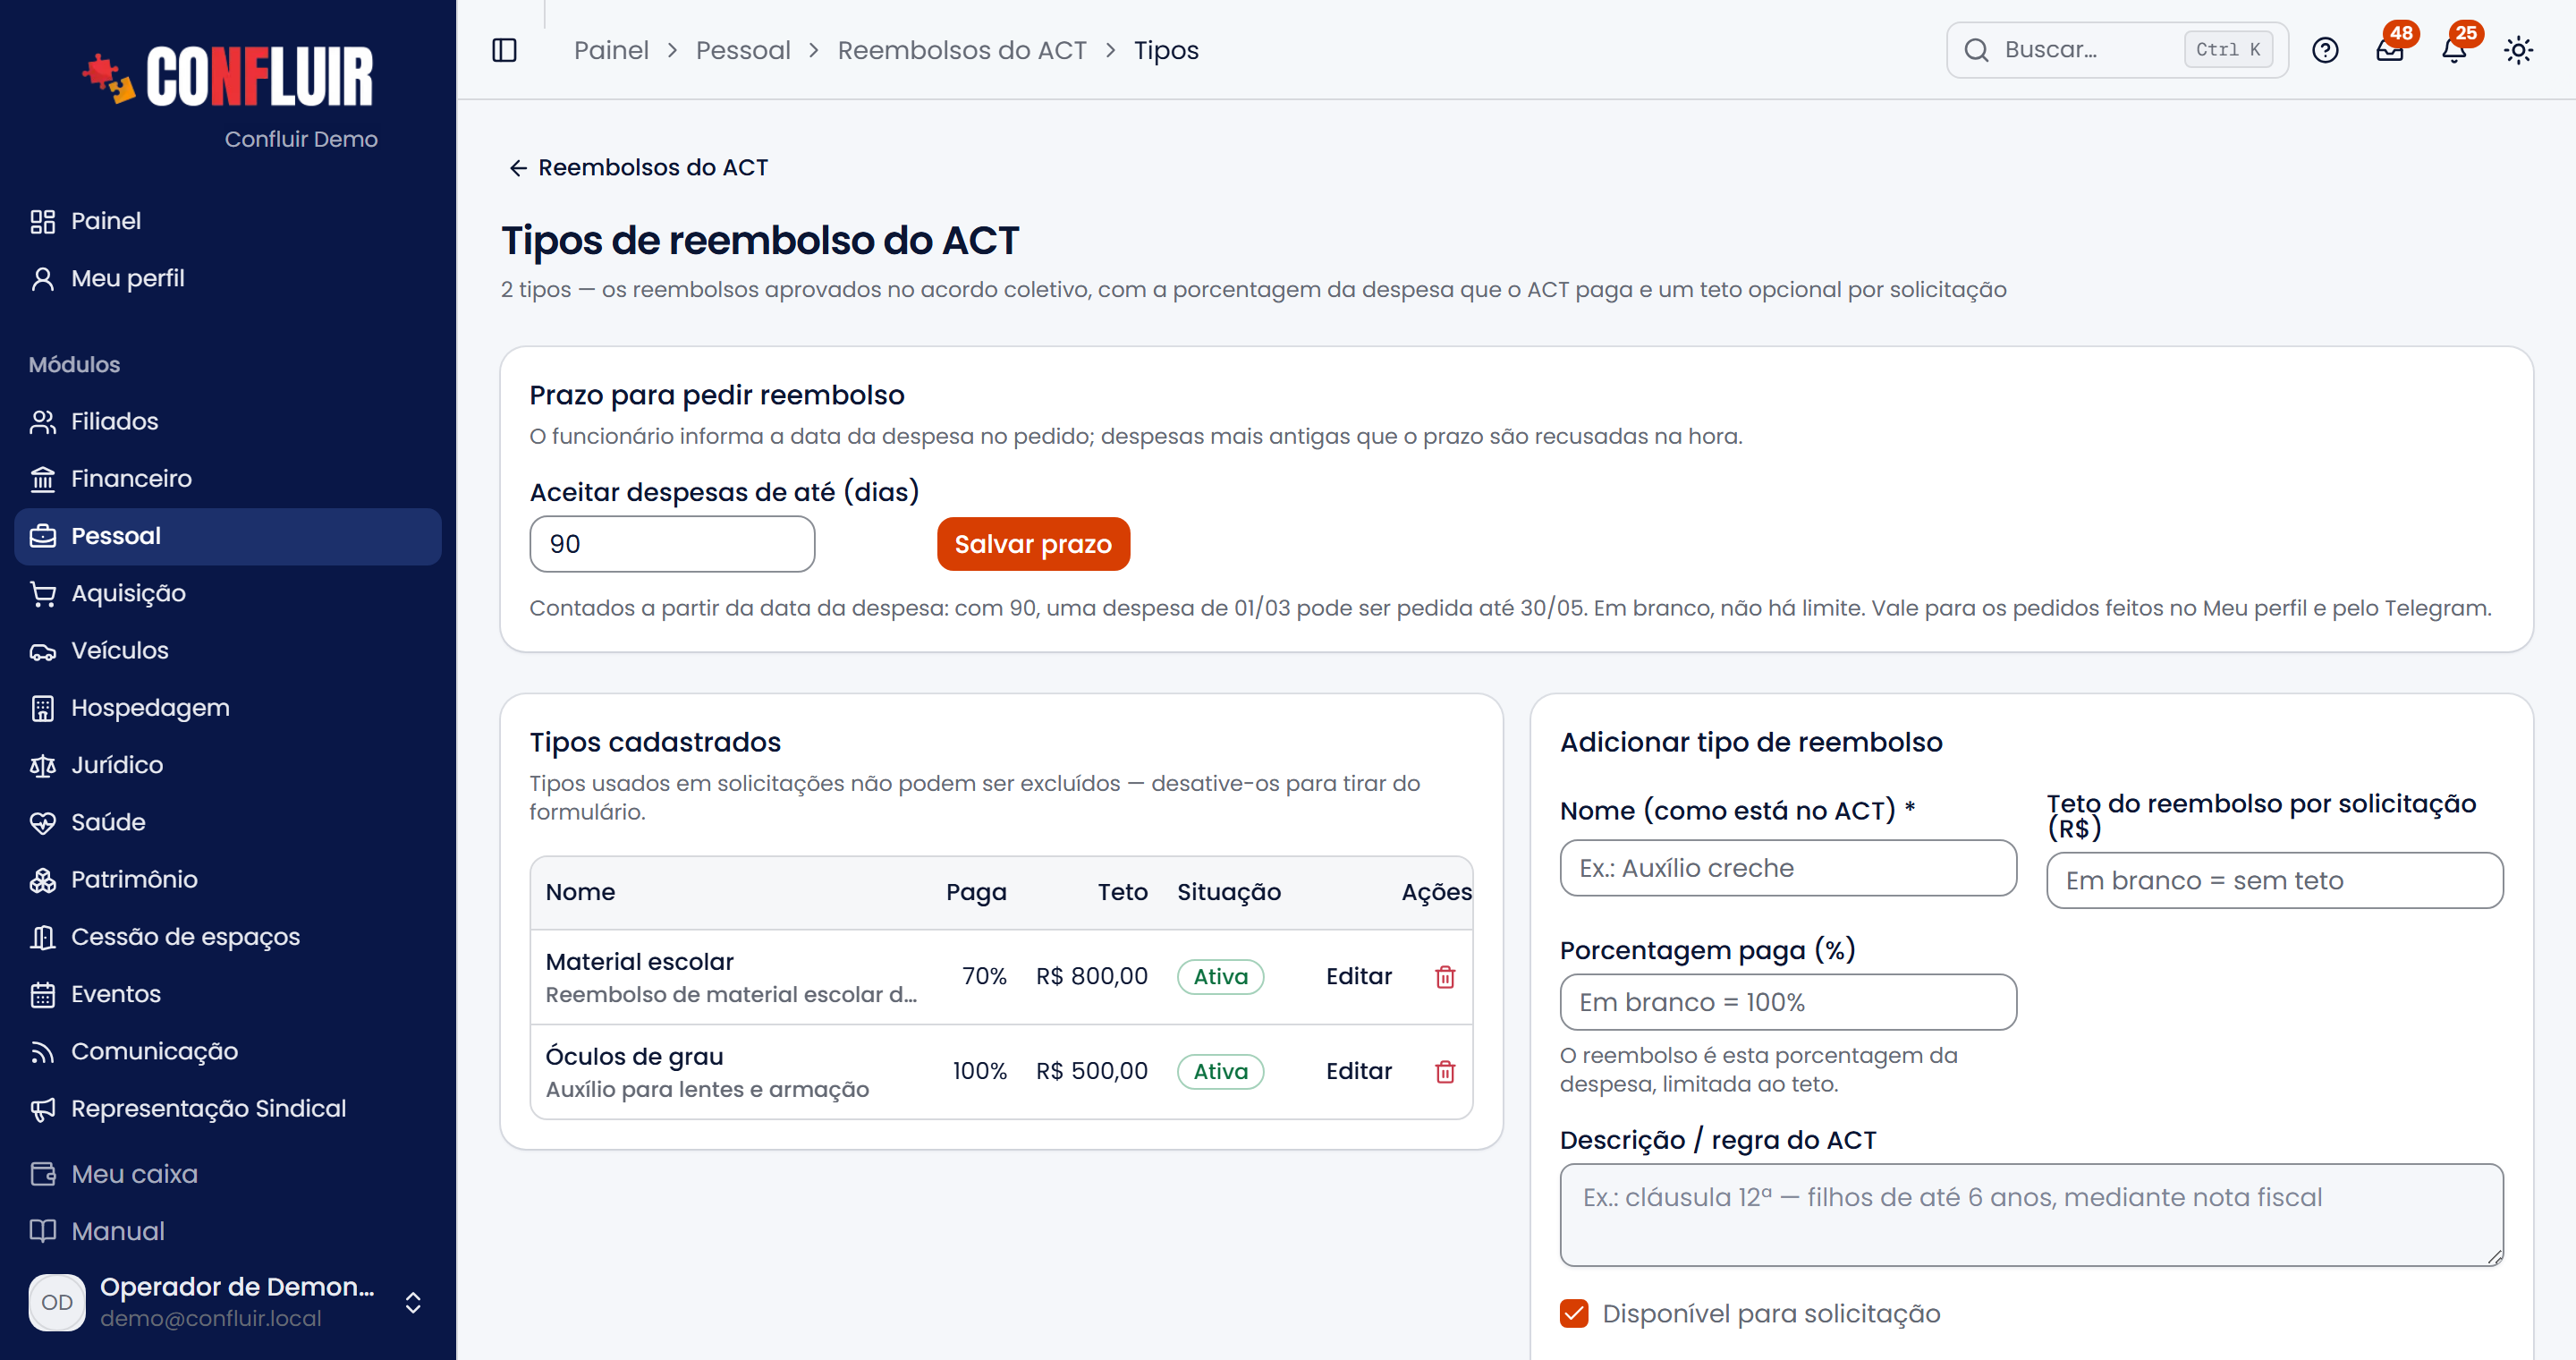 CONFLUIR
Confluir Demo
Painel
Meu perfil
Módulos
Filiados
Financeiro
Pessoal
Aquisição
Veículos
Hospedagem
Jurídico
Saúde
Patrimônio
Cessão de espaços
Eventos
Comunicação
Representação Sindical
Meu caixa
Manual
OD
Operador de Demon...
demo@confluir.local
Painel > Pessoal > Reembolsos do ACT > Tipos
Buscar... Ctrl K
48
25
← Reembolsos do ACT
Tipos de reembolso do ACT
2 tipos — os reembolsos aprovados no acordo coletivo, com a porcentagem da despesa que o ACT paga e um teto opcional por solicitação
Prazo para pedir reembolso
O funcionário informa a data da despesa no pedido; despesas mais antigas que o prazo são recusadas na hora.
Aceitar despesas de até (dias)
90
Salvar prazo
Contados a partir da data da despesa: com 90, uma despesa de 01/03 pode ser pedida até 30/05. Em branco, não há limite. Vale para os pedidos feitos no Meu perfil e pelo Telegram.
Tipos cadastrados
Tipos usados em solicitações não podem ser excluídos — desative-os para tirar do
formulário.
Nome Paga Teto Situação Ações
Material escolar
Reembolso de material escolar d...
70% R$ 800,00 Ativa Editar
Óculos de grau
Auxílio para lentes e armação
100% R$ 500,00 Ativa Editar
Adicionar tipo de reembolso
Nome (como está no ACT) *
Ex.: Auxílio creche
Teto do reembolso por solicitação
(R$)
Em branco = sem teto
Porcentagem paga (%)
Em branco = 100%
O reembolso é esta porcentagem da
despesa, limitada ao teto.
Descrição / regra do ACT
Ex.: cláusula 12ª — filhos de até 6 anos, mediante nota fiscal
Disponível para solicitação